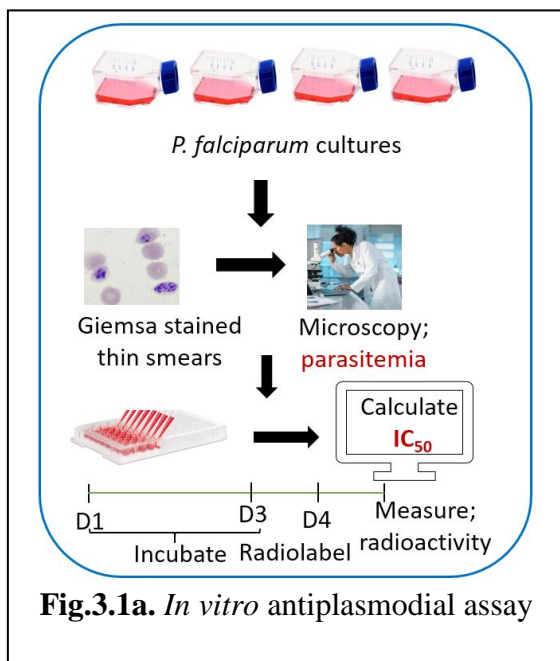 P. falciparum cultures
Giemsa stained
thin smears
Microscopy;
parasitemia
Calculate
IC50
D1
D3
D4
Incubate
Radiolabel
Measure;
radioactivity
Fig.3.1a. In vitro antiplasmodial assay